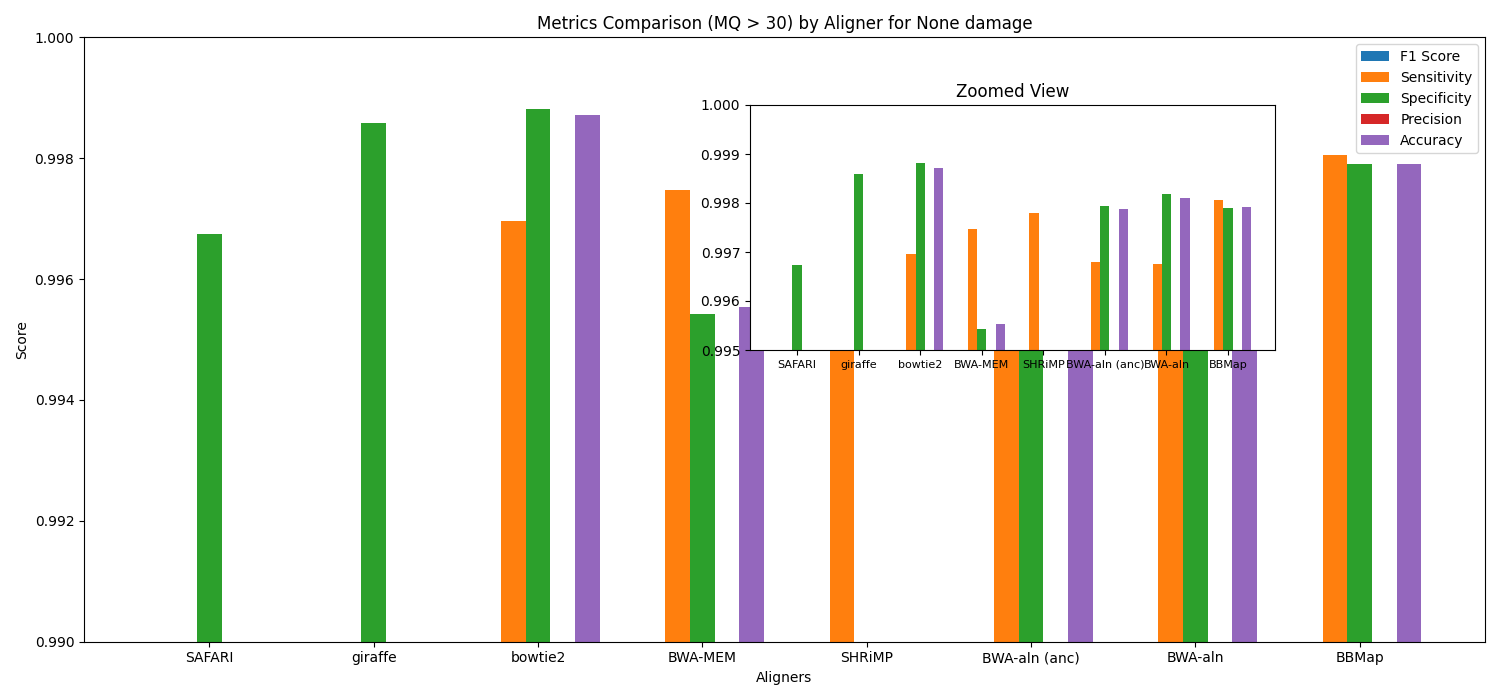 Metrics Comparison (MQ > 30) by Aligner for None damage
1.000
0.998
0.996
0.994
0.992
0.990
Score
F1 Score
Sensitivity
Specificity
Precision
Accuracy
Zoomed View
1.000
0.999
0.998
0.997
0.996
0.995
SAFARI giraffe bowtie2 BWA-MEM SHRiMP BWA-aln (anc) BWA-aln BBMap
SAFARI giraffe bowtie2 BWA-MEM SHRiMP BWA-aln (anc) BWA-aln BBMap
Aligners